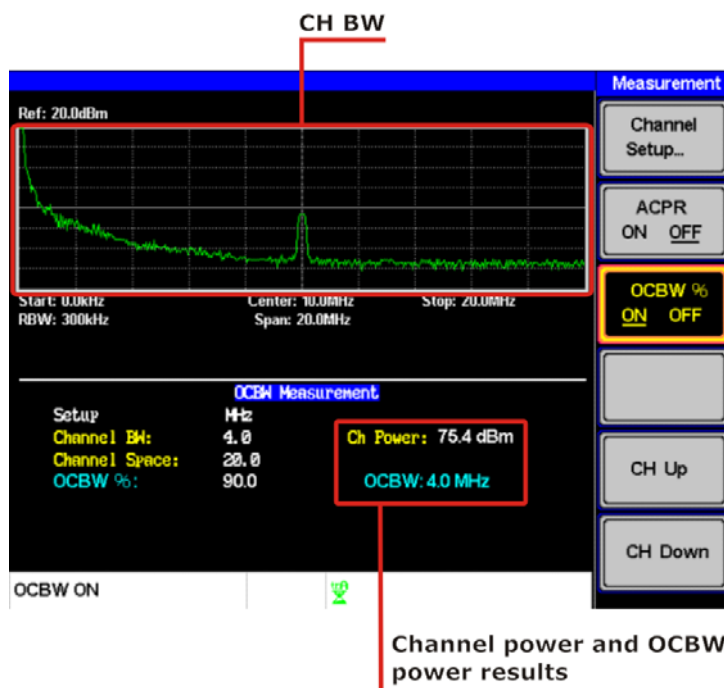 CH BW
Measurement
Ref: 20.0dBm
Channel
Setup...
ACPR
ON OFF
Start: 0.0kHz Center: 10.0MHz Stop: 20.0MHz
RBW: 300kHz Span: 20.0MHz
OCBW %
ON OFF
OCBW Measurement
Setup MHz
Channel BW: 4.0 Ch Power: 75.4 dBm
Channel Space: 20.0
OCBW %: 90.0 OCBW: 4.0 MHz
CH Up
CH Down
OCBW ON
Channel power and OCBW
power results